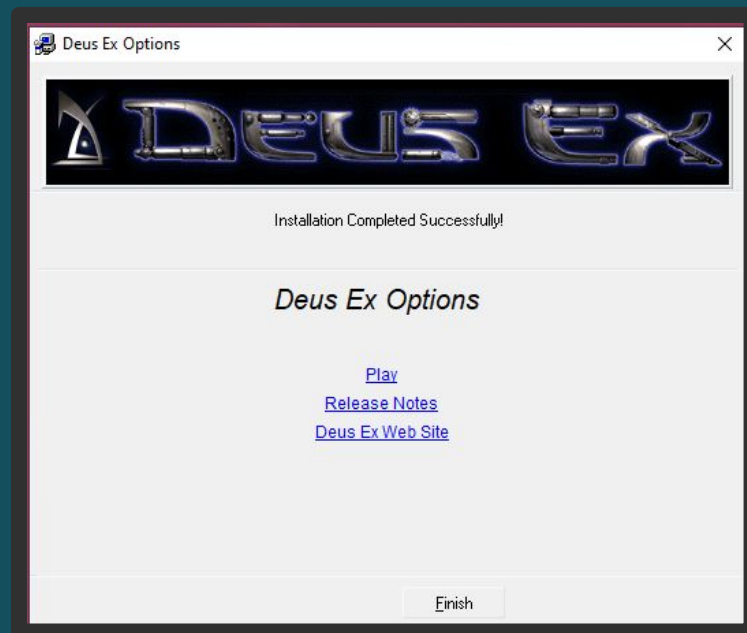 Deus Ex Options
DEUS EX
Installation Completed Successfully!
Deus Ex Options
Play
Release Notes
Deus Ex Web Site
Finish